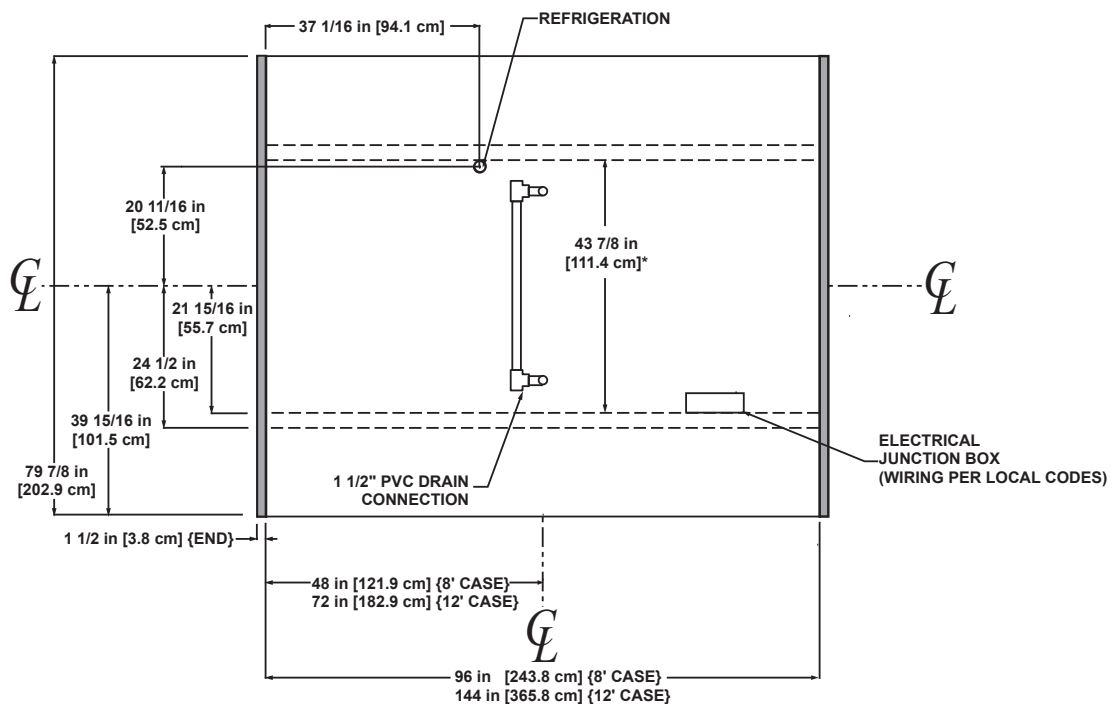 37 1/16 in [94.1 cm]
REFRIGERATION
20 11/16 in
[52.5 cm]
43 7/8 in
[111.4 cm]*
CL
CL
21 15/16 in
[55.7 cm]
24 1/2 in
[62.2 cm]
39 15/16 in
[101.5 cm]
79 7/8 in
[202.9 cm]
1 1/2" PVC DRAIN
CONNECTION
ELECTRICAL
JUNCTION BOX
(WIRING PER LOCAL CODES)
1 1/2 in [3.8 cm] {END}
48 in [121.9 cm] {8' CASE}
72 in [182.9 cm] {12' CASE}
CL
96 in [243.8 cm] {8' CASE}
144 in [365.8 cm] {12' CASE}